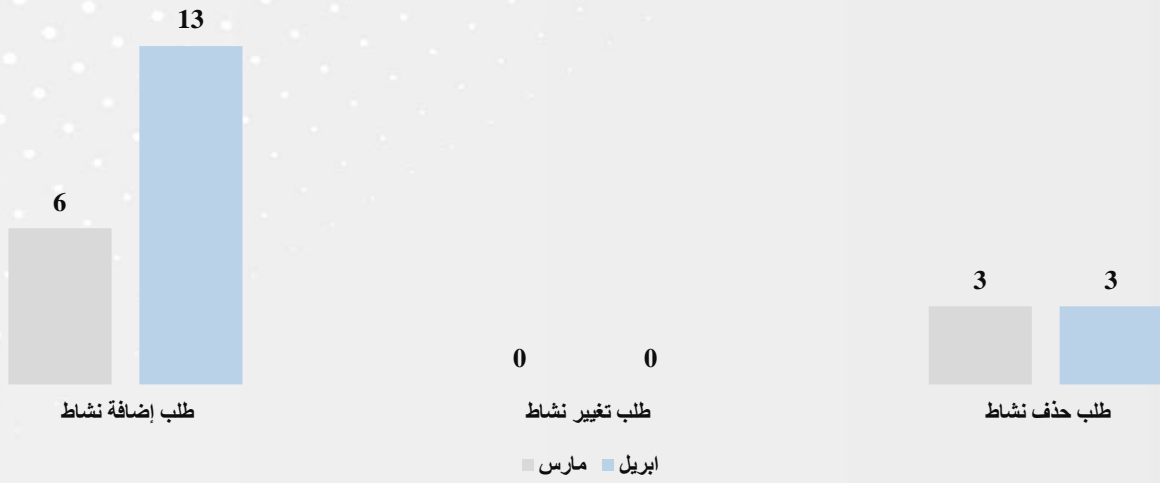 13
6
3 3
0 0
طلب إضافة نشاط طلب تغيير نشاط طلب حذف نشاط
مارس ابريل